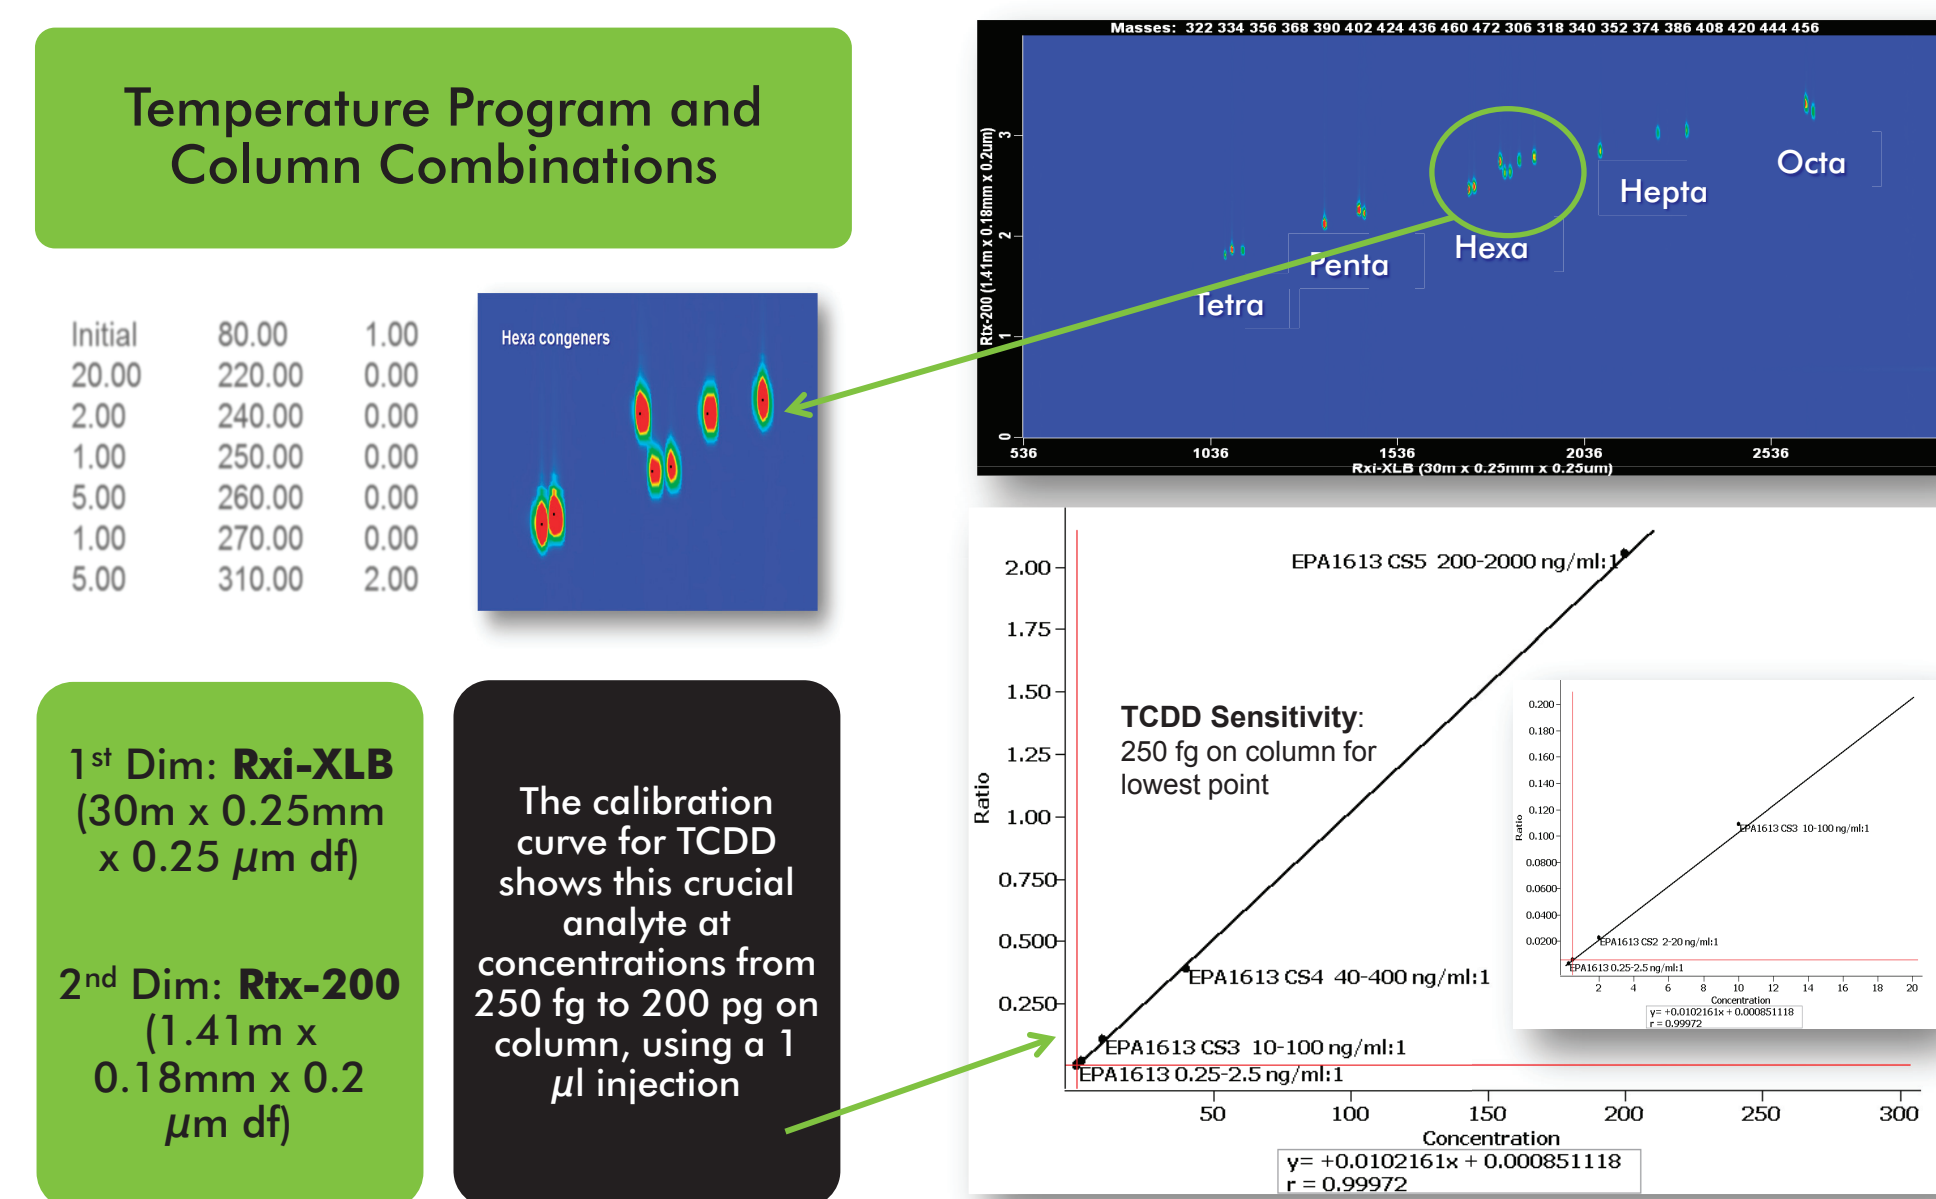 Temperature Program and
Column Combinations
Initial 80.00 1.00
20.00 220.00 0.00
2.00 240.00 0.00
1.00 250.00 0.00
5.00 260.00 0.00
1.00 270.00 0.00
5.00 310.00 2.00
Hexa congeners
Masses: 322 334 356 368 390 402 424 436 460 472 306 318 340 352 374 386 408 420 444 456
Rtx-200 (1.41m x 0.18mm x 0.2um)
3
2
1
0
Octa
Hepta
Hexa
Penta
Tetra
536 1036 1536 2036 2536
Rxi-XLB (30m x 0.25mm x 0.25um)
1st Dim: Rxi-XLB
(30m x 0.25mm
x 0.25 µm df)
2nd Dim: Rtx-200
(1.41m x
0.18mm x 0.2
µm df)
The calibration
curve for TCDD
shows this crucial
analyte at
concentrations from
250 fg to 200 pg on
column, using a 1
µl injection
Ratio
2.00
1.75
1.50
1.25
1.00
0.750
0.500
0.250
EPA1613 CS5 200-2000 ng/ml:1
TCDD Sensitivity:
250 fg on column for
lowest point
EPA1613 CS4 40-400 ng/ml:1
EPA1613 CS3 10-100 ng/ml:1
EPA1613 0.25-2.5 ng/ml:1
50 100 150 200 250 300
Concentration
y= +0.0102161x + 0.000851118
r = 0.99972
Ratio
0.200
0.180
0.160
0.140
0.120
0.100
0.0800
0.0600
0.0400
0.0200
EPA1613 CS3 10-100 ng/ml:1
EPA1613 CS2 2-20 ng/ml:1
EPA1613 0.25-2.5 ng/ml:1
2 4 6 8 10 12 14 16 18 20
Concentration
y= +0.0102161x + 0.000851118
r = 0.99972